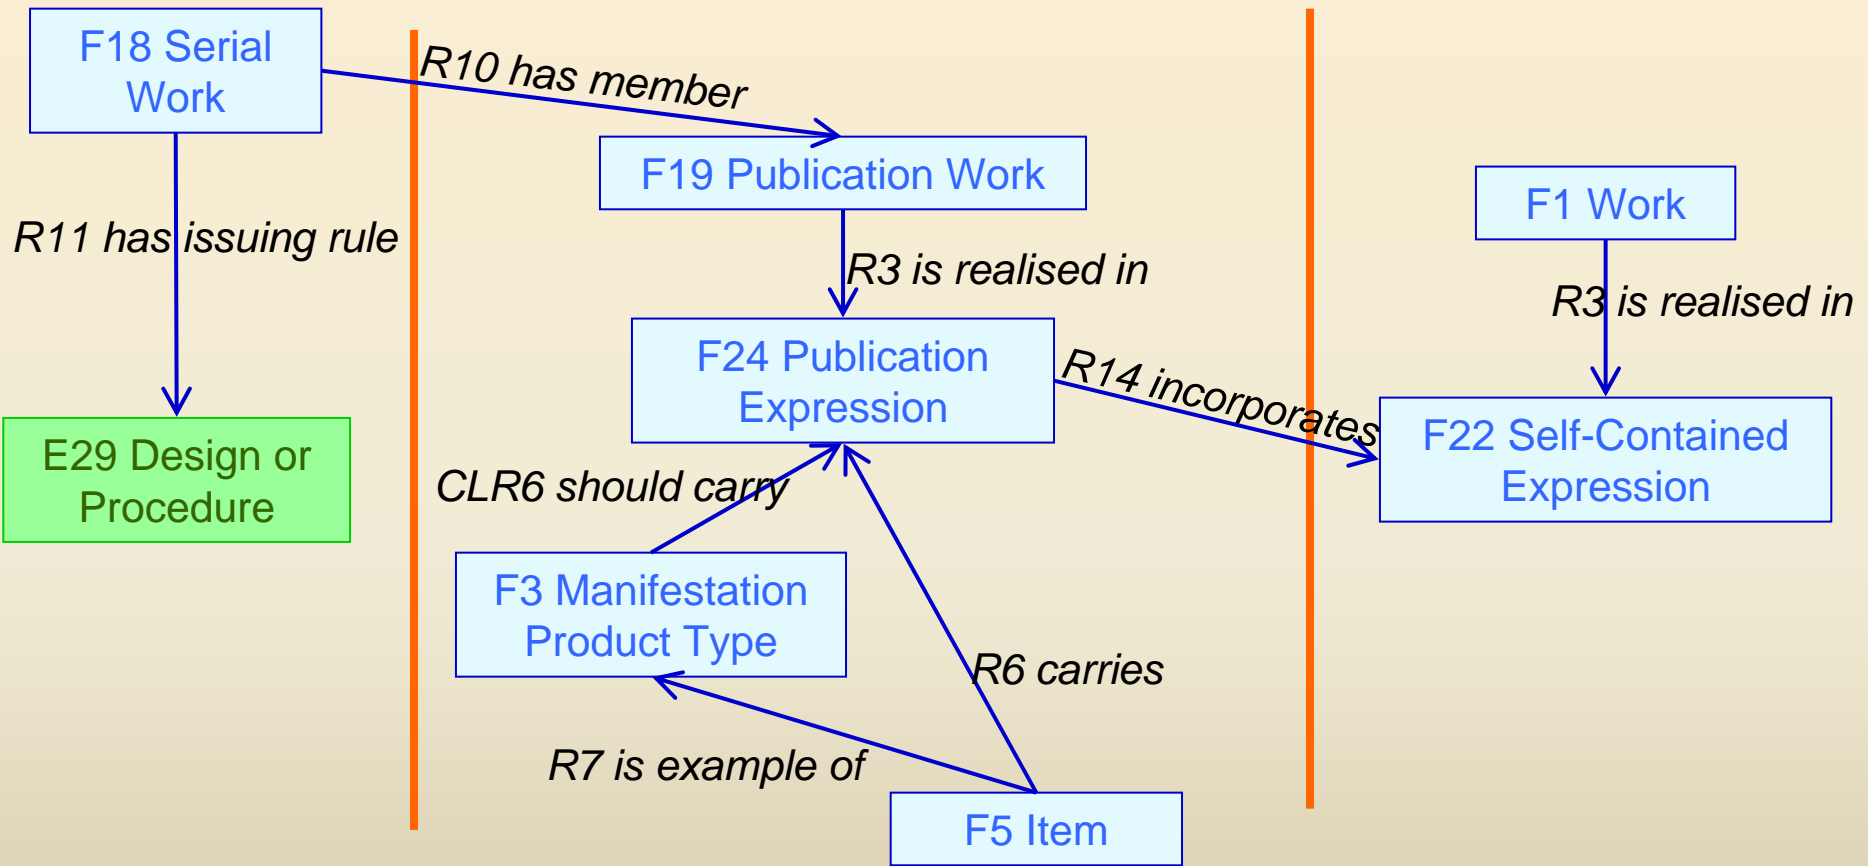 F18 Serial
Work
R10 has member
F19 Publication Work
F1 Work
R11 has issuing rule
R3 is realised in
R3 is realised in
F24 Publication
Expression
R14 incorporates
F22 Self-Contained
Expression
E29 Design or
Procedure
CLR6 should carry
F3 Manifestation
Product Type
R6 carries
R7 is example of
F5 Item